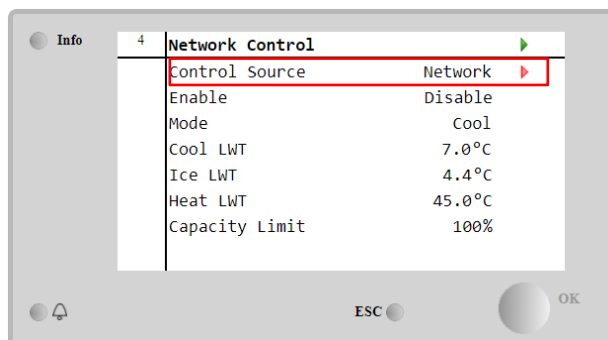 Info
4 Network Control
Control Source Network
Enable Disable
Mode Cool
Cool LWT 7.0°C
Ice LWT 4.4°C
Heat LWT 45.0°C
Capacity Limit 100%
ESC OK